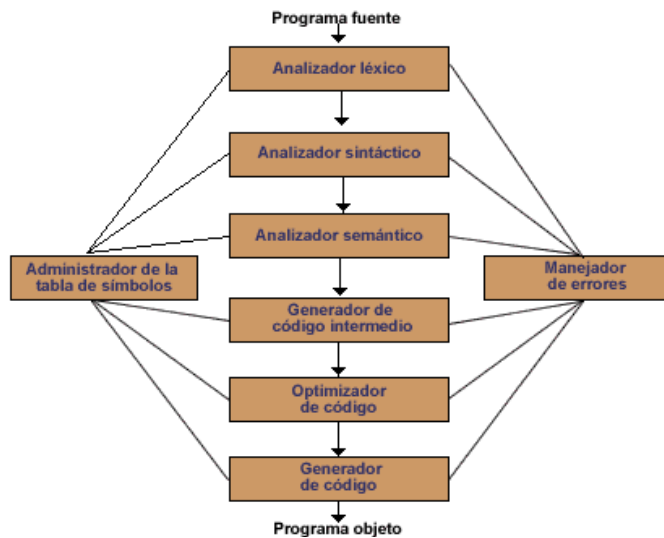 Programa fuente
Analizador léxico
Analizador sintáctico
Analizador semántico
Administrador de la
tabla de símbolos
Manejador
de errores
Generador de
código intermedio
Optimizador
de código
Generador
de código
Programa objeto